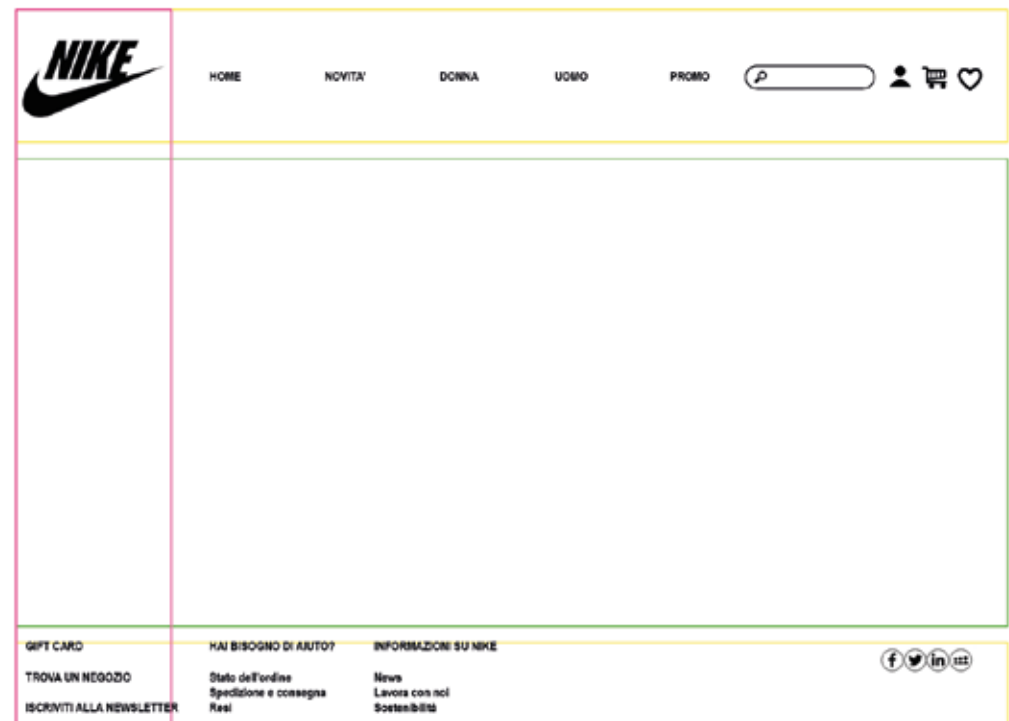 NIKE
HOME NOVITA' DONNA UOMO PROMO
GIFT CARD
TROVA UN NEGOZIO
ISCRIVITI ALLA NEWSLETTER
HAI BISOGNO DI AIUTO?
Stato dell'ordine
Spedizione e consegna
Resi
INFORMAZIONI SU NIKE
News
Lavora con noi
Sostenibilità
f in